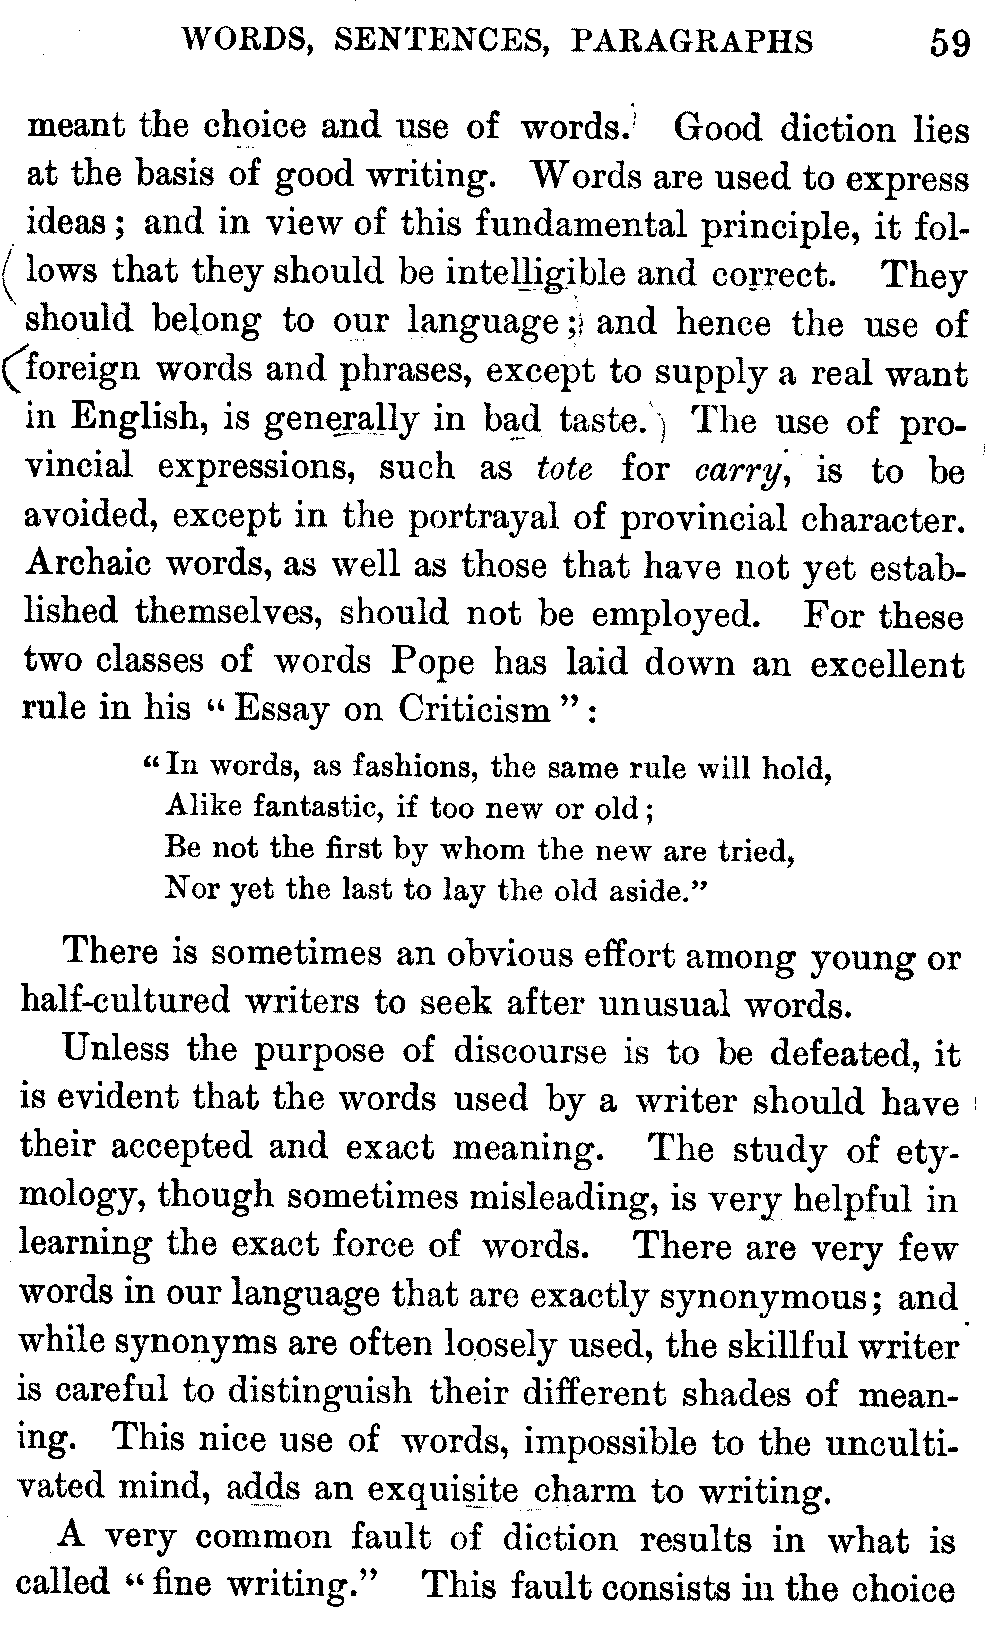 WORDS, SENTENCES, PARAGRAPHS 59
meant the choice and use of words. Good diction lies
at the basis of good writing. Words are used to express
ideas; and in view of this fundamental principle, it fol-
lows that they should be intelligible and correct. They
should belong to our language; and hence the use of
foreign words and phrases, except to supply a real want
in English, is generally in bad taste. The use of pro-
vincial expressions, such as tote for carry, is to be
avoided, except in the portrayal of provincial character.
Archaic words, as well as those that have not yet estab-
lished themselves, should not be employed. For these
two classes of words Pope has laid down an excellent
rule in his "Essay on Criticism":
"In words, as fashions, the same rule will hold,
Alike fantastic, if too new or old;
Be not the first by whom the new are tried,
Nor yet the last to lay the old aside."
There is sometimes an obvious effort among young or
half-cultured writers to seek after unusual words.
Unless the purpose of discourse is to be defeated, it
is evident that the words used by a writer should have
their accepted and exact meaning. The study of ety-
mology, though sometimes misleading, is very helpful in
learning the exact force of words. There are very few
words in our language that are exactly synonymous; and
while synonyms are often loosely used, the skillful writer
is careful to distinguish their different shades of mean-
ing. This nice use of words, impossible to the unculti-
vated mind, adds an exquisite charm to writing.
A very common fault of diction results in what is
called "fine writing." This fault consists in the choice